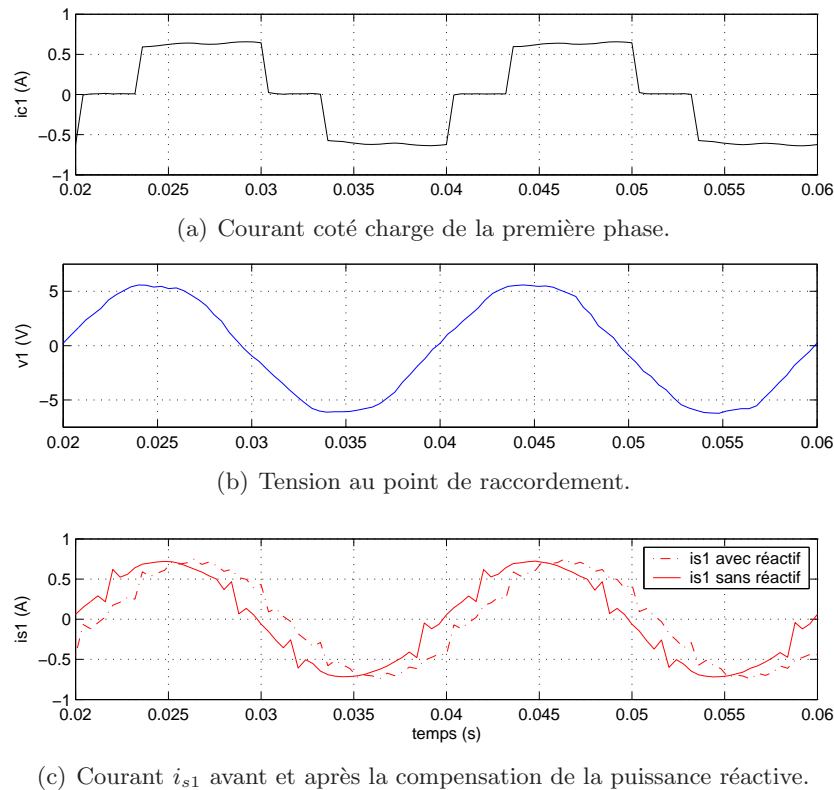 1
0.5
0
−0.5
−1
ic1 (A)
0.02 0.025 0.03 0.035 0.04 0.045 0.05 0.055 0.06
(a) Courant coté charge de la première phase.
5
0
−5
v1 (V)
0.02 0.025 0.03 0.035 0.04 0.045 0.05 0.055 0.06
(b) Tension au point de raccordement.
1
0.5
0
−0.5
−1
is1 (A)
is1 avec réactif
is1 sans réactif
0.02 0.025 0.03 0.035 0.04 0.045 0.05 0.055 0.06
temps (s)
(c) Courant is1 avant et après la compensation de la puissance réactive.